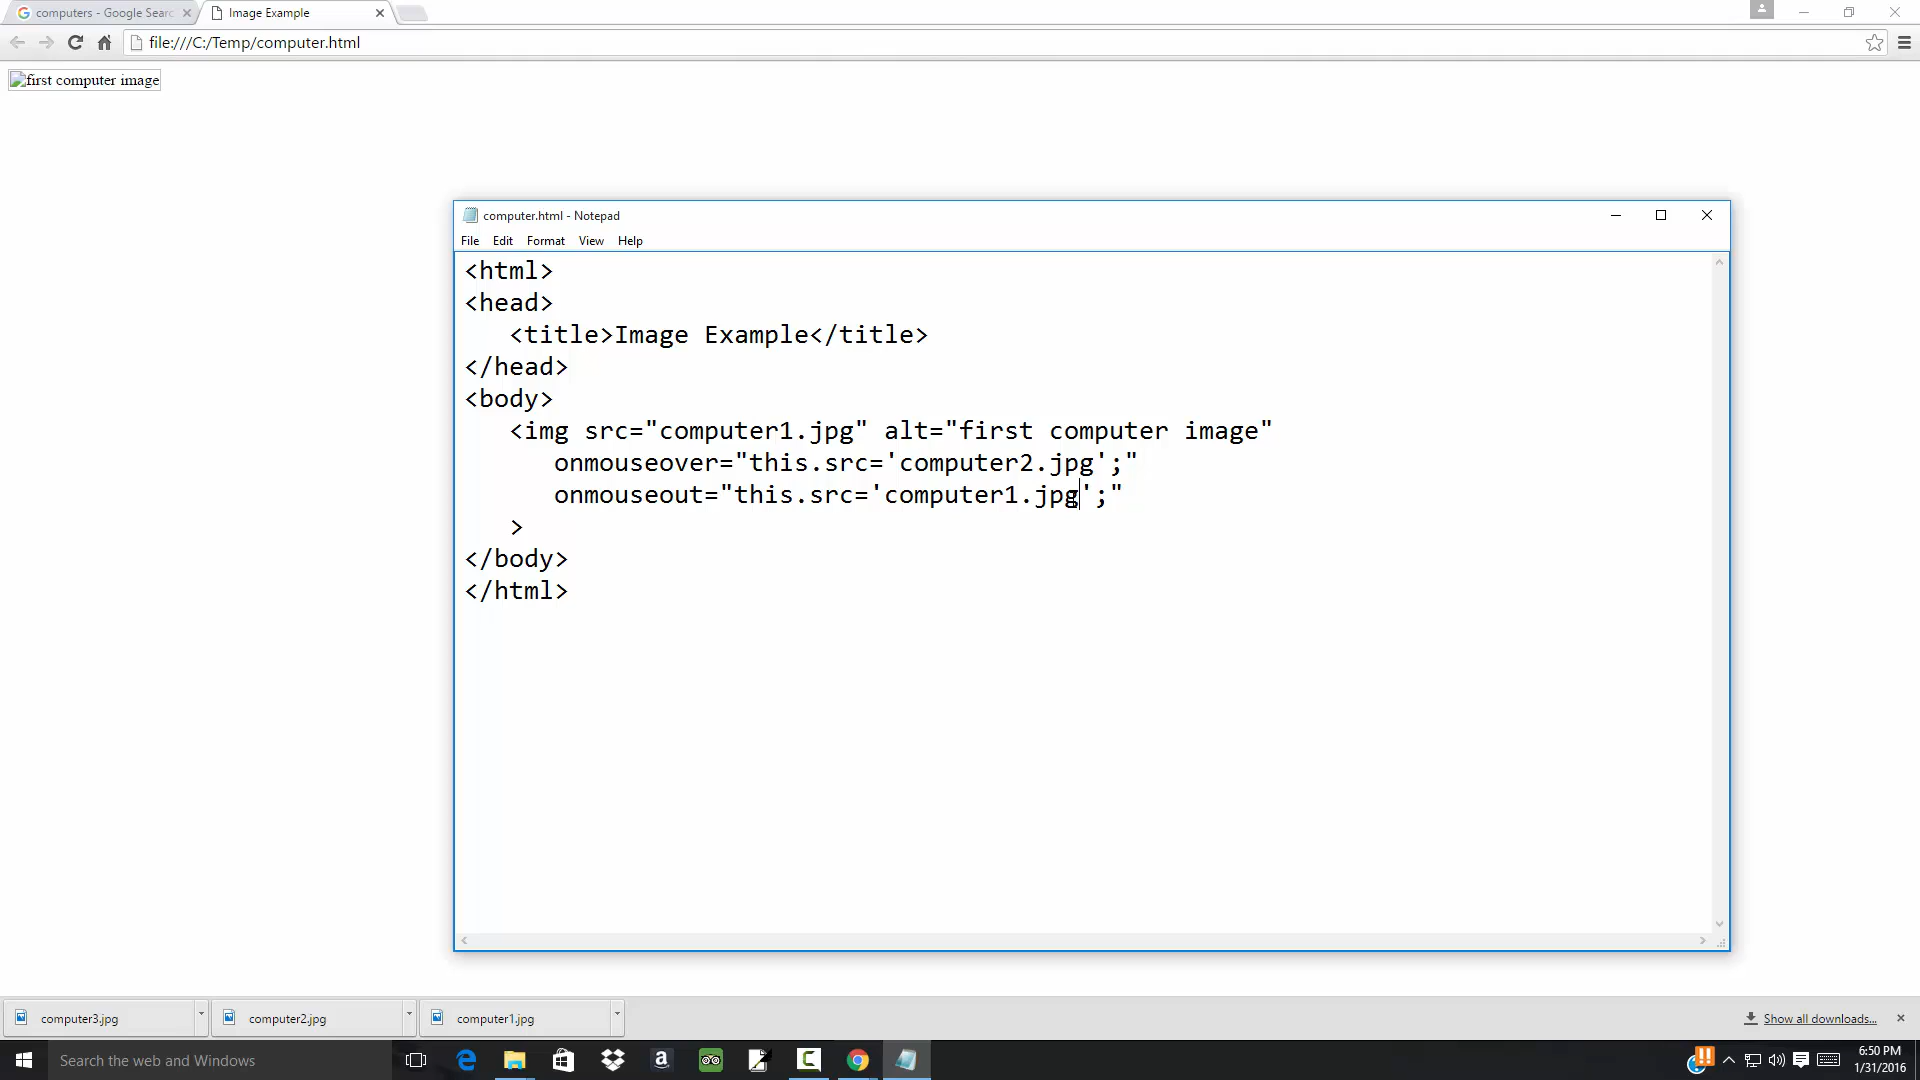 computers - Google Searc
Image Example
file:///C:/Temp/computer.html
first computer image
computer.html - Notepad
File Edit Format View Help
<html>
<head>
   <title>Image Example</title>
</head>
<body>
   <img src="computer1.jpg" alt="first computer image"
      onmouseover="this.src='computer2.jpg';"
      onmouseout="this.src='computer1.jpg';"
   >
</body>
</html>
computer3.jpg
computer2.jpg
computer1.jpg
Show all downloads...
Search the web and Windows
6:50 PM
1/31/2016